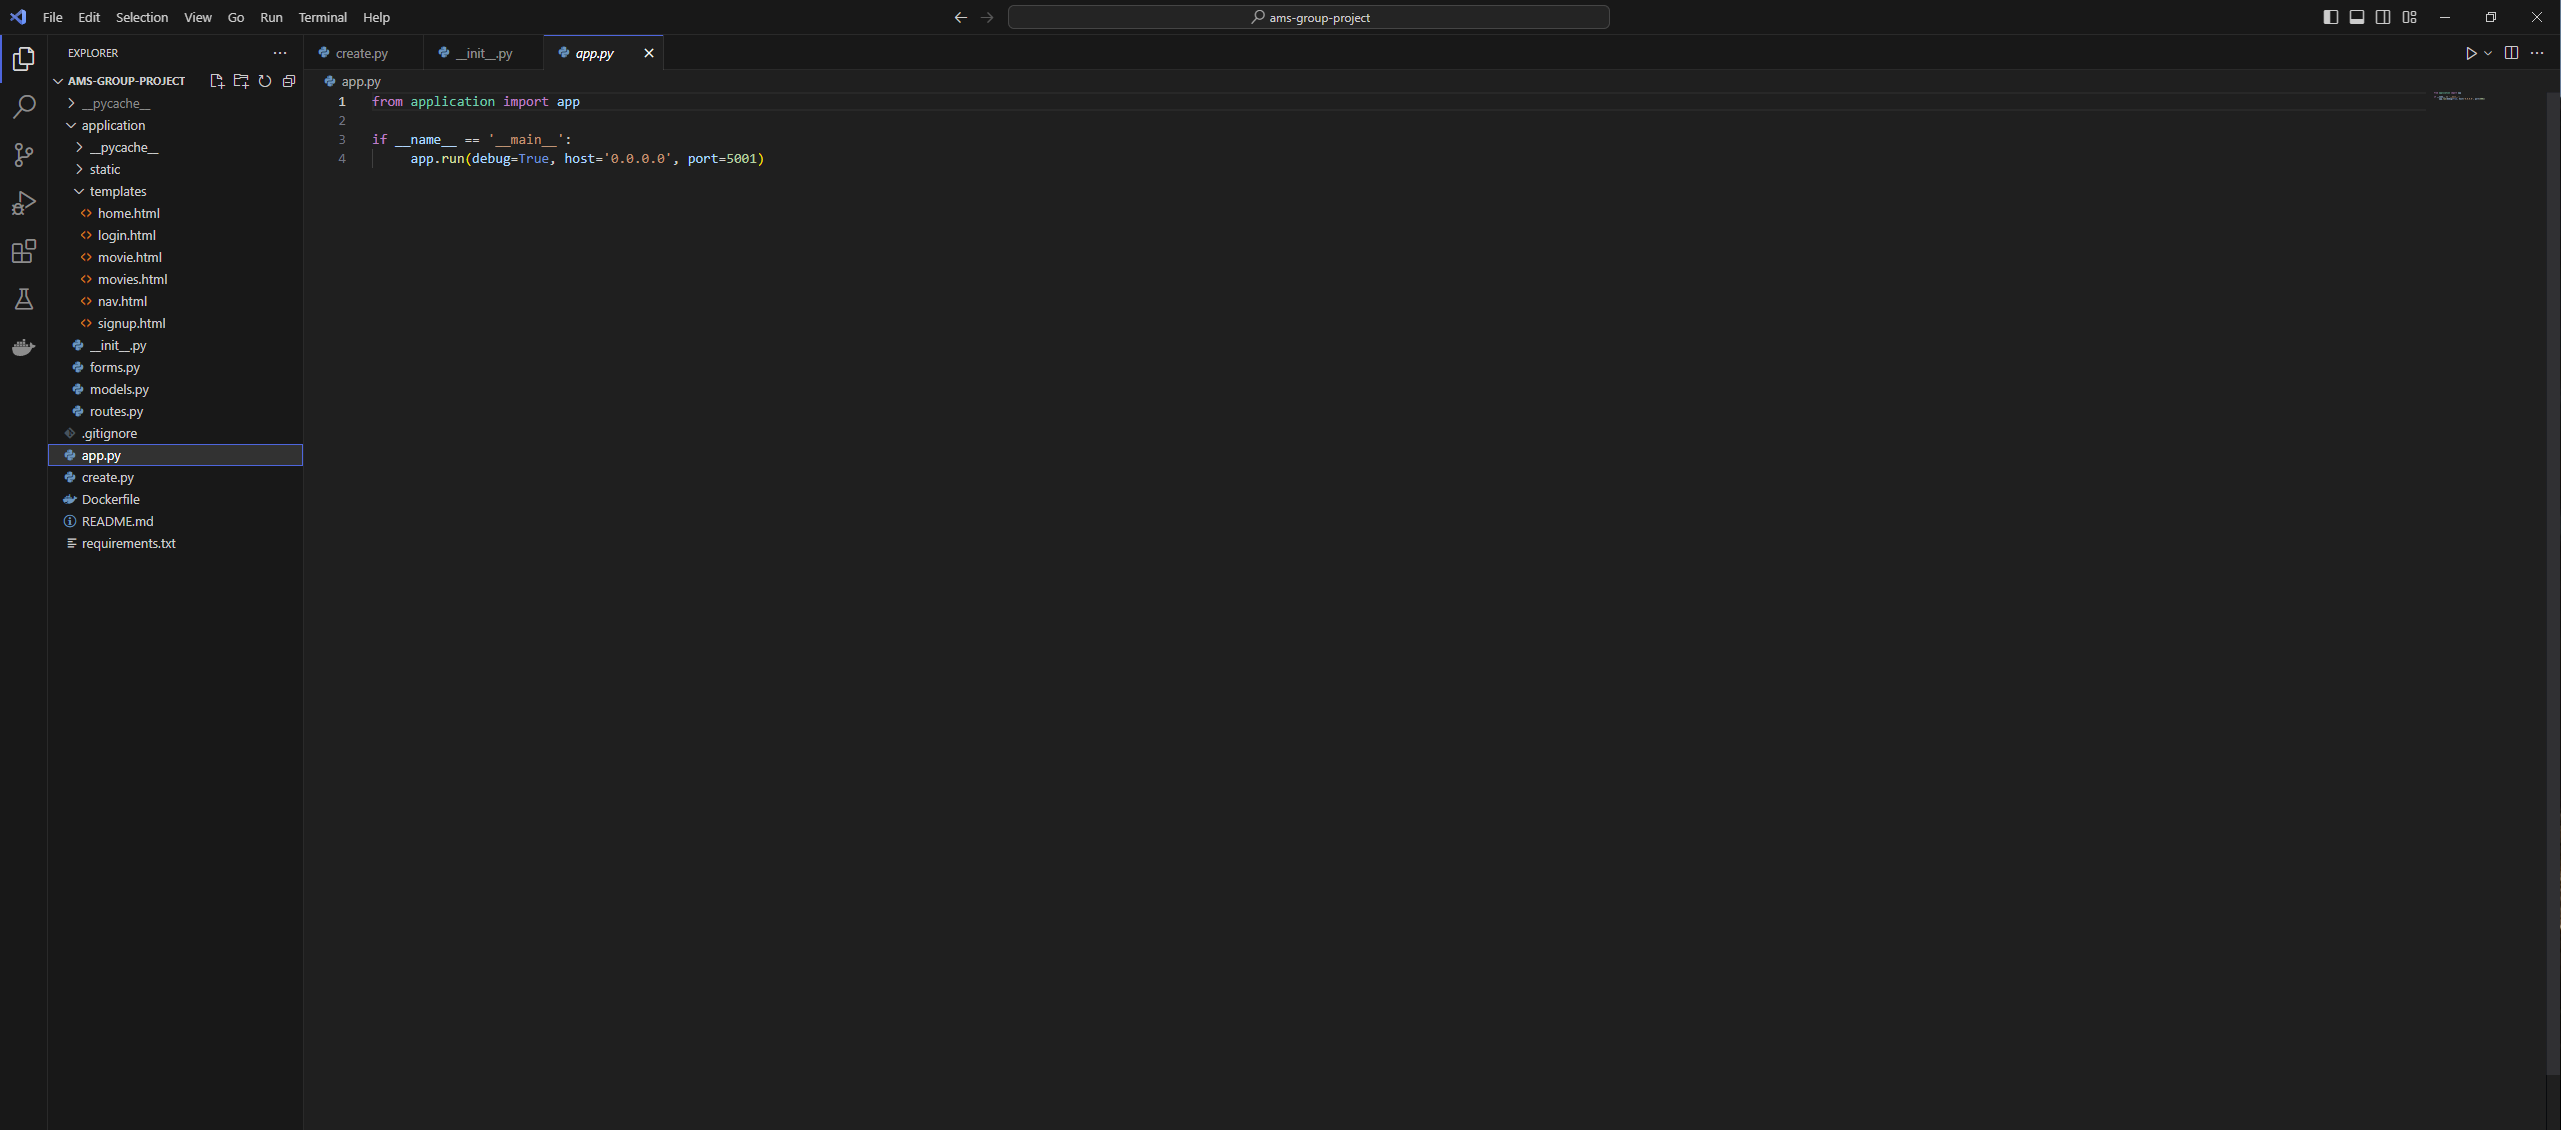 File Edit Selection View Go Run Terminal Help
ams-group-project
EXPLORER
AMS-GROUP-PROJECT
__pycache__
application
__pycache__
static
templates
home.html
login.html
movie.html
movies.html
nav.html
signup.html
__init__.py
forms.py
models.py
routes.py
.gitignore
app.py
create.py
Dockerfile
README.md
requirements.txt
create.py __init__.py app.py
app.py
1 from application import app
2
3 if __name__ == '__main__':
4 app.run(debug=True, host='0.0.0.0', port=5001)